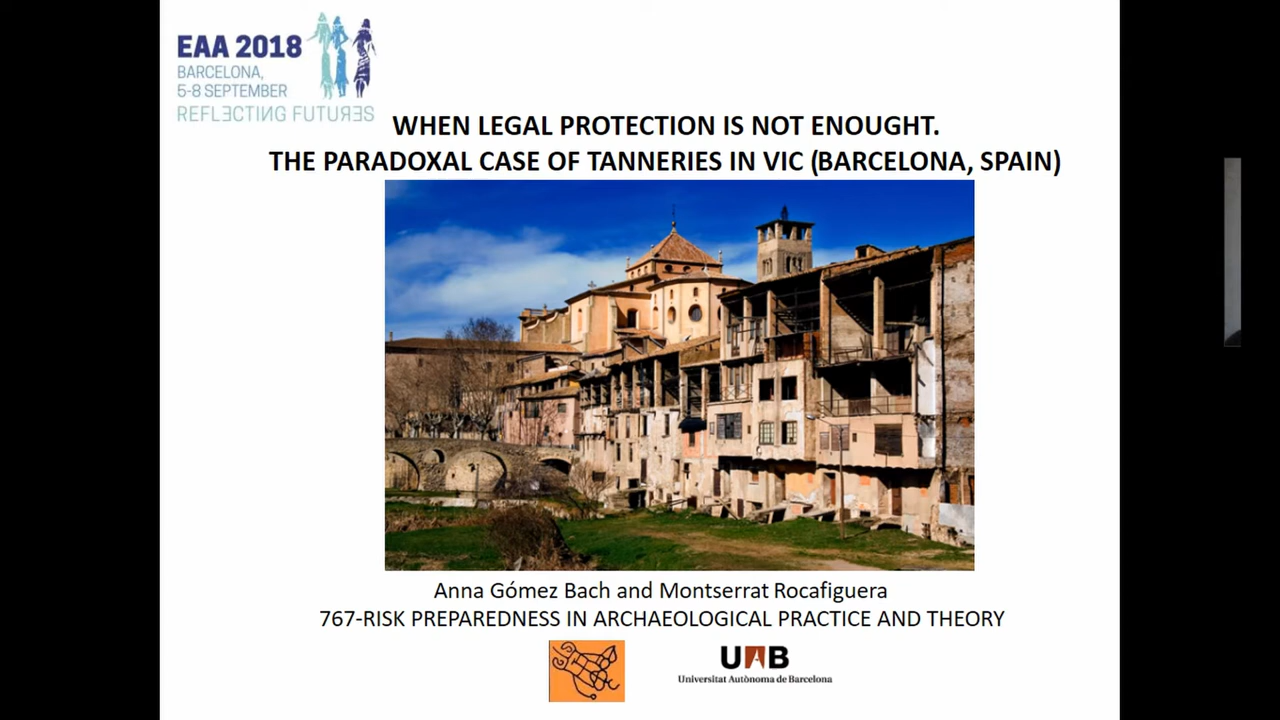 EAA 2018
BARCELONA,
5-8 SEPTEMBER
REFLECTING FUTURES
WHEN LEGAL PROTECTION IS NOT ENOUGHT.
THE PARADOXAL CASE OF TANNERIES IN VIC (BARCELONA, SPAIN)
Anna Gómez Bach and Montserrat Rocafiguera
767-RISK PREPAREDNESS IN ARCHAEOLOGICAL PRACTICE AND THEORY
UAB
Universitat Autònoma de Barcelona